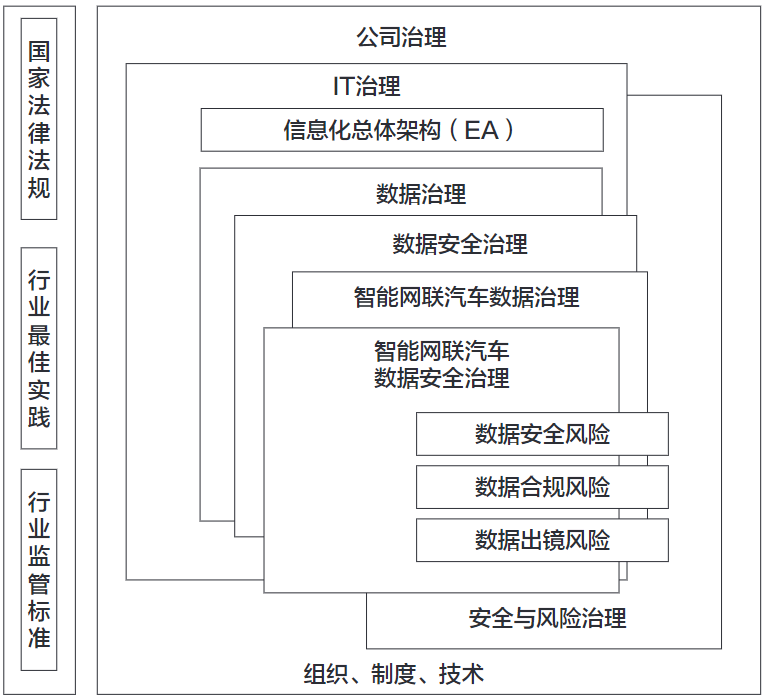 国家法律法规
行业最佳实践
行业监管标准
公司治理
IT治理
信息化总体架构（EA）
数据治理
数据安全治理
智能网联汽车数据治理
智能网联汽车
数据安全治理
数据安全风险
数据合规风险
数据出镜风险
安全与风险治理
组织、制度、技术